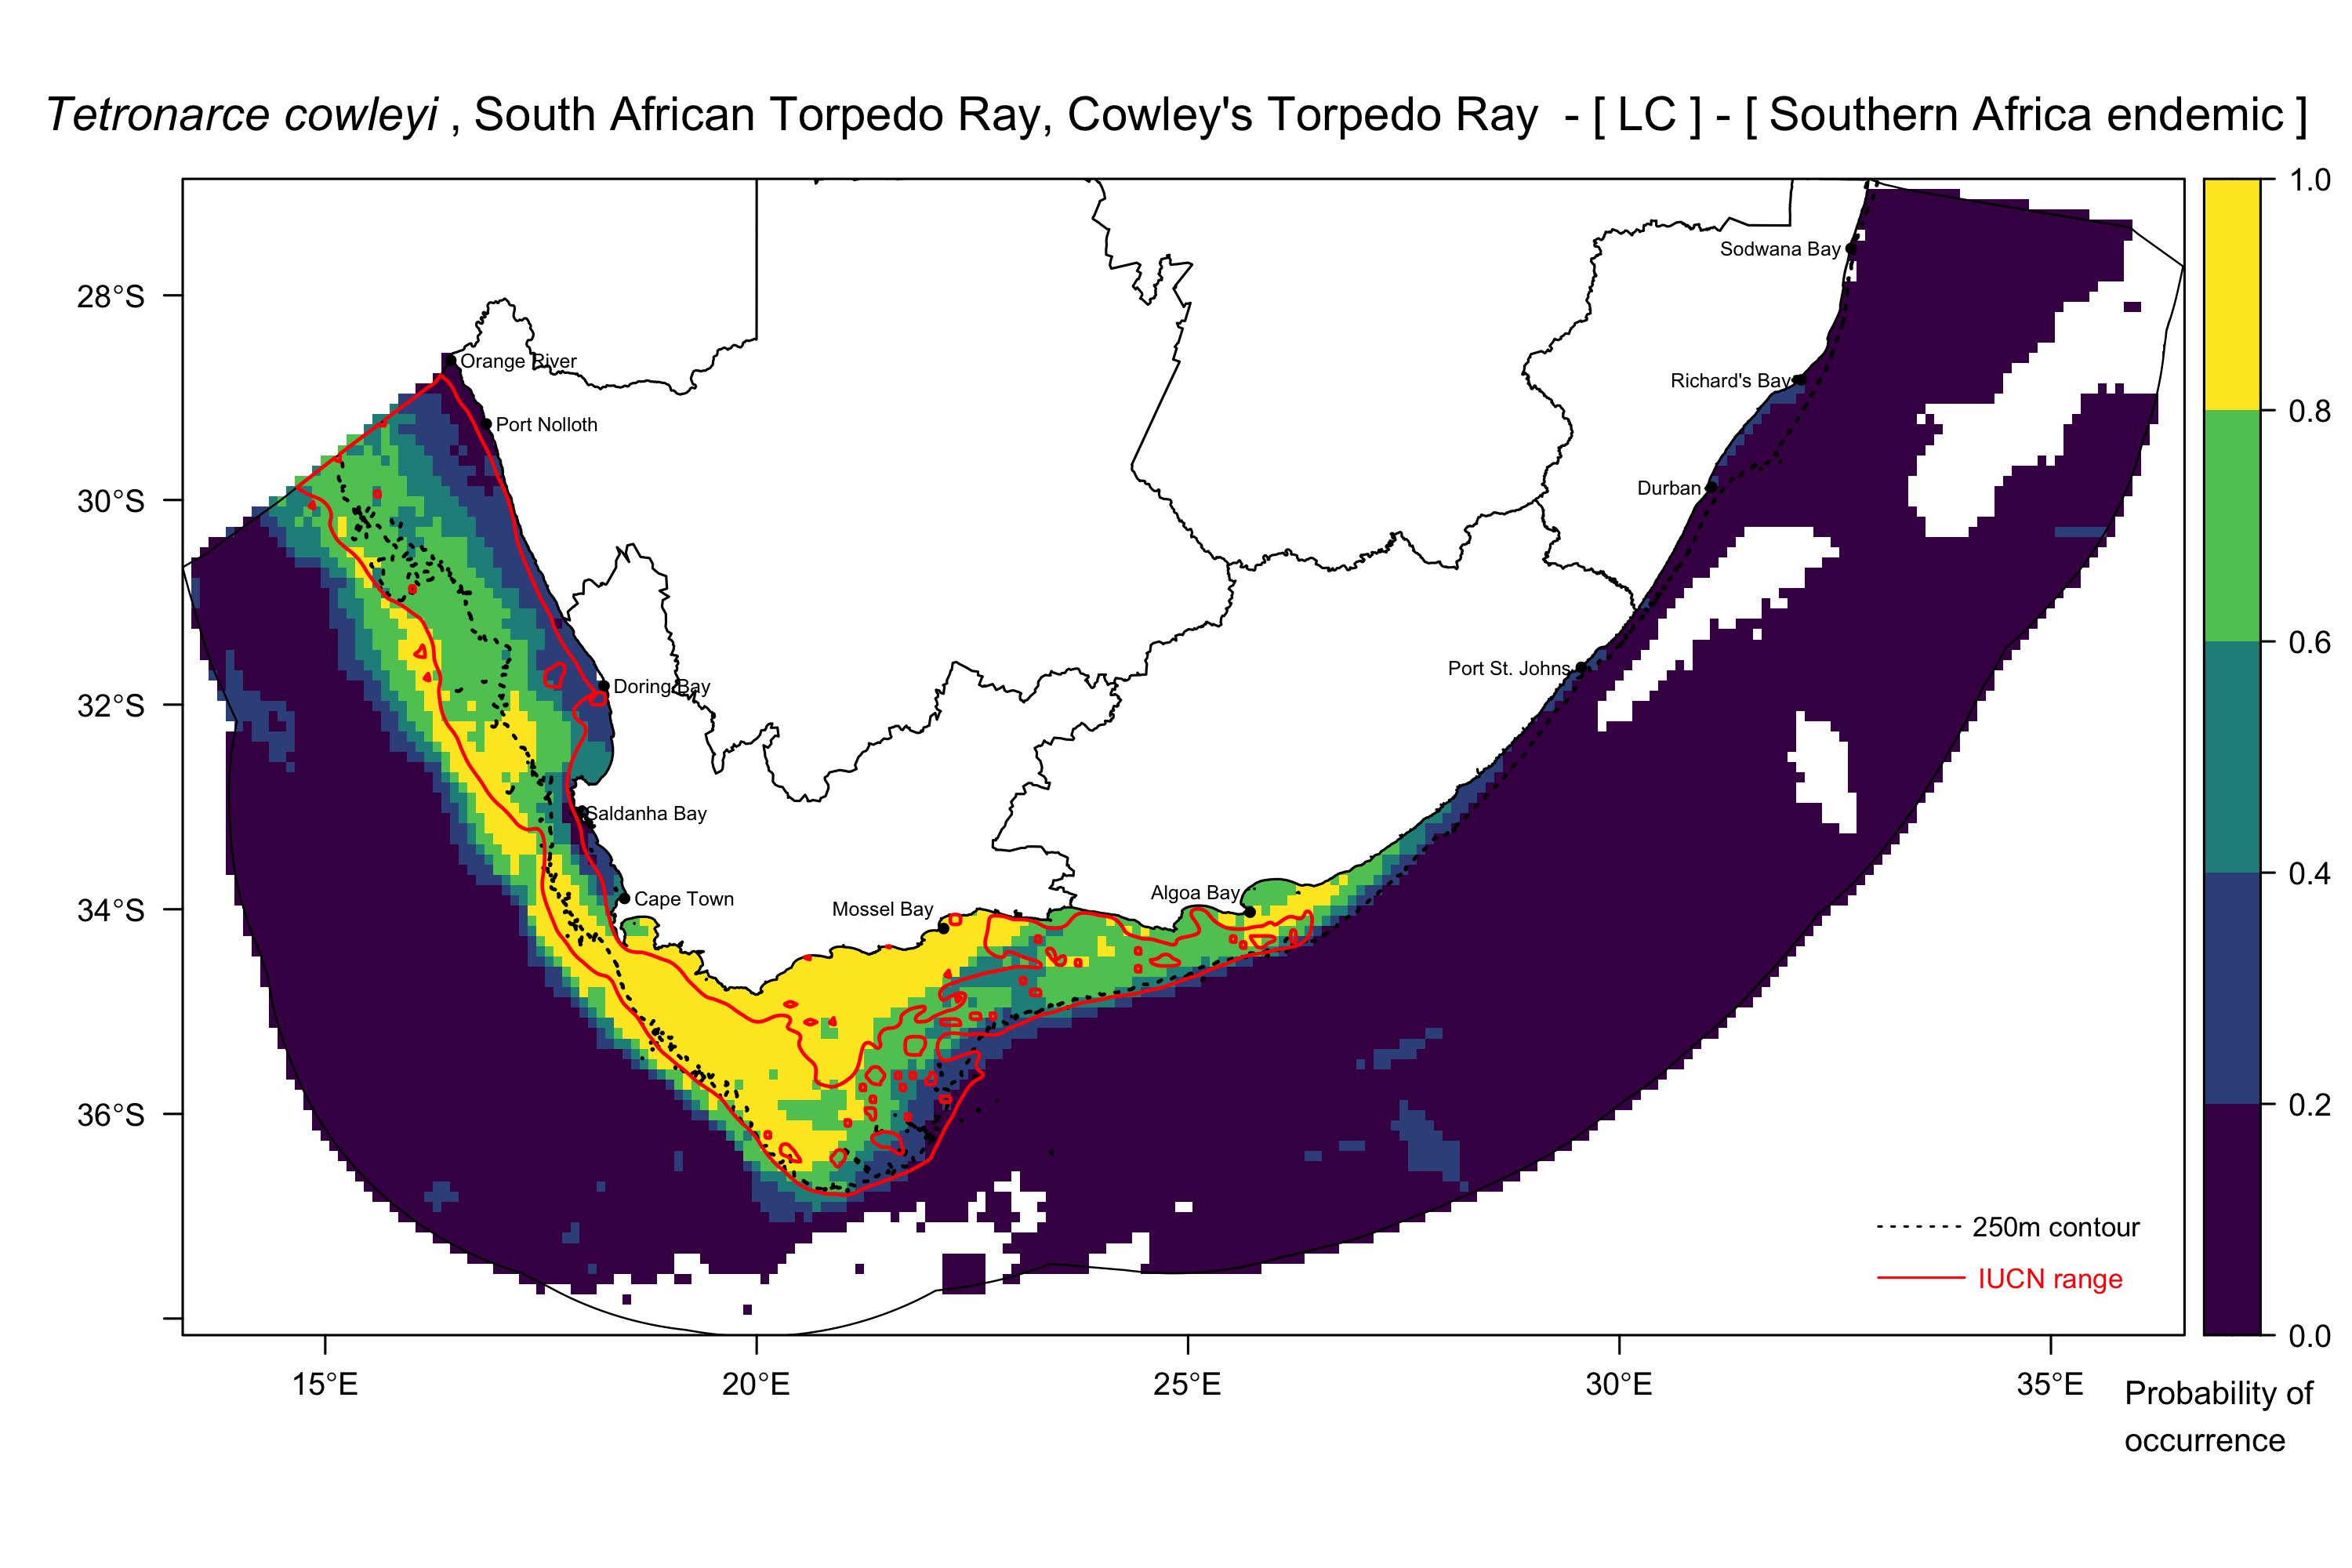 Tetronarce cowleyi , South African Torpedo Ray, Cowley's Torpedo Ray - [ LC ] - [ Southern Africa endemic ]
1.0
Sodwana Bay
28°S
Orange River
Richard's Bay
0.8
Port Nolloth
Durban
30°S
0.6
Port St. Johns
Doring Bay
32°S
Saldanha Bay
0.4
Algoa Bay
Cape Town
Mossel Bay
34°S
0.2
36°S
250m contour
IUCN range
0.0
15°E
20°E
25°E
30°E
35°E
Probability of
occurrence